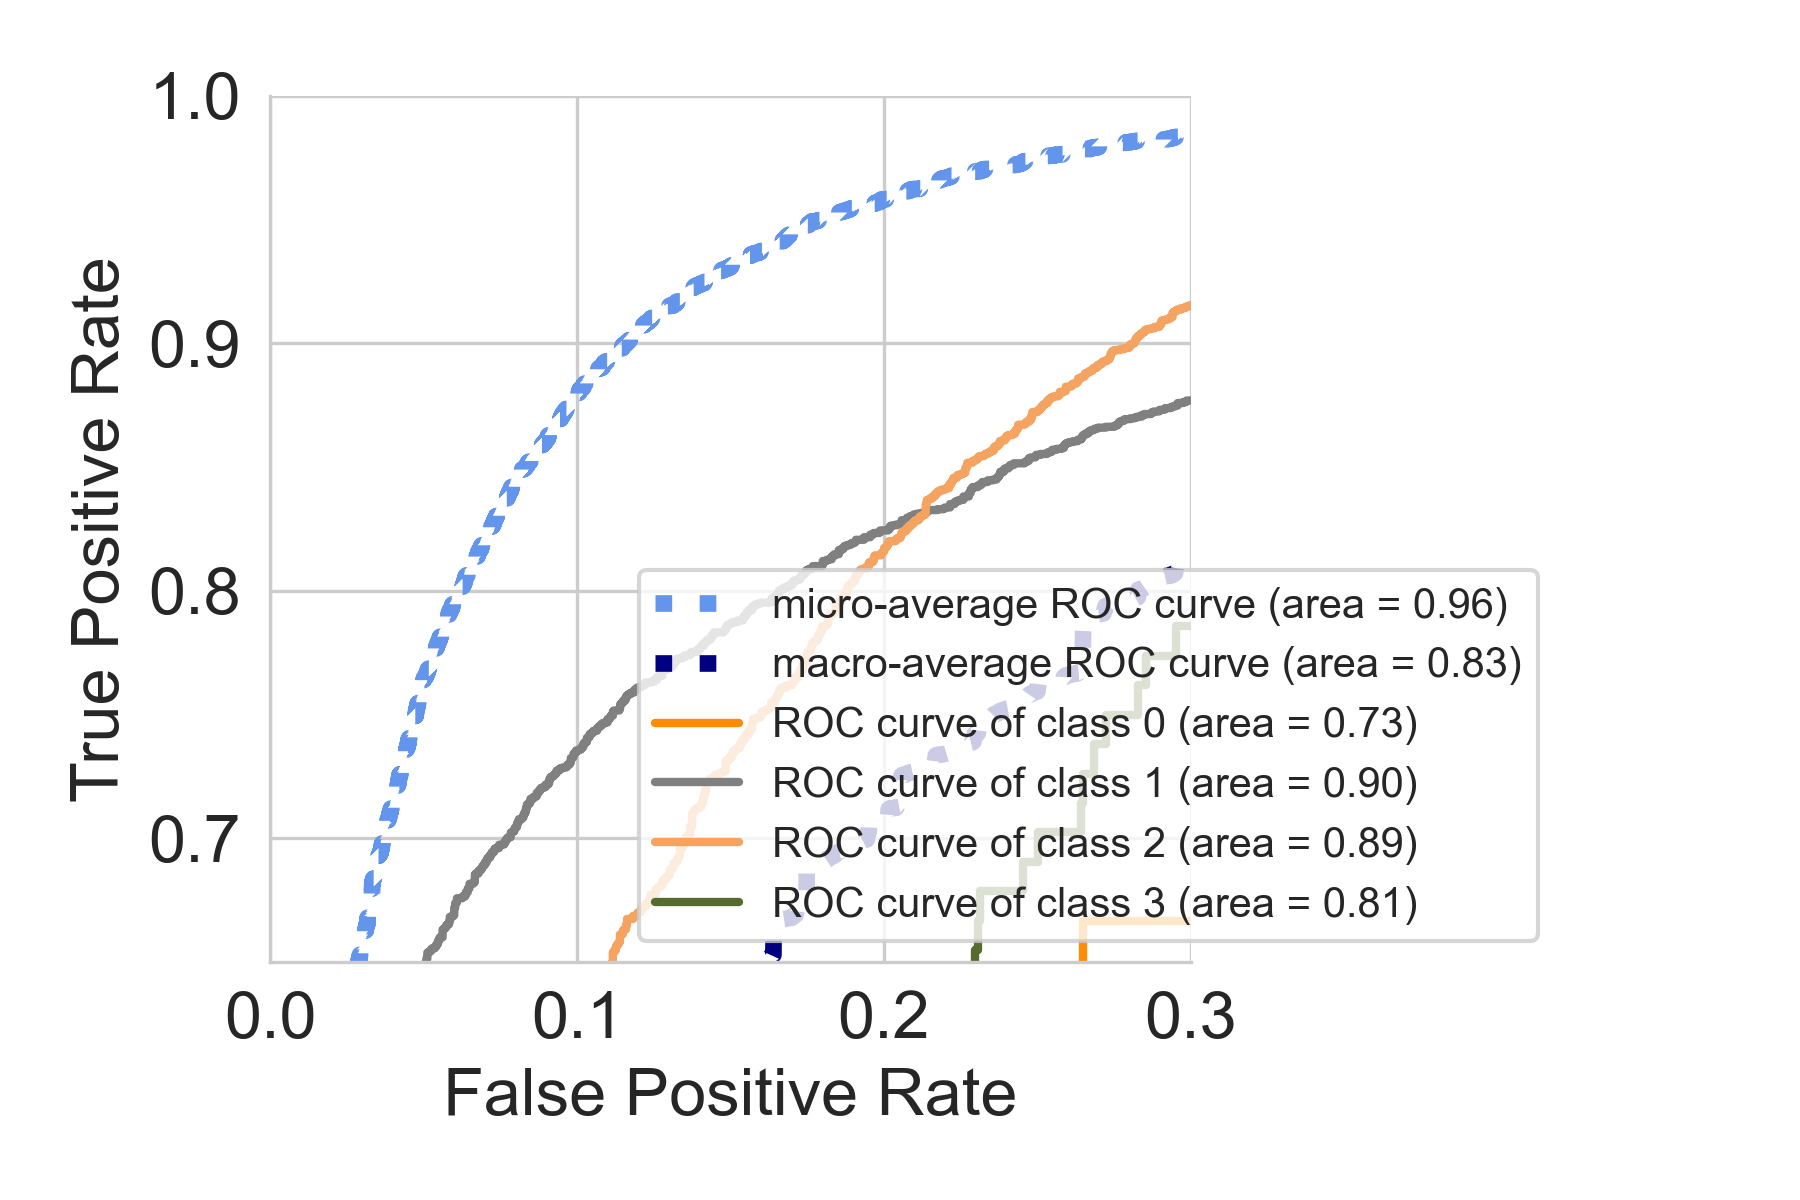 1.0
0.9
0.8
0.7
True Positive Rate
micro-average ROC curve (area = 0.96)
macro-average ROC curve (area = 0.83)
ROC curve of class 0 (area = 0.73)
ROC curve of class 1 (area = 0.90)
ROC curve of class 2 (area = 0.89)
ROC curve of class 3 (area = 0.81)
0.0 0.1 0.2 0.3
False Positive Rate